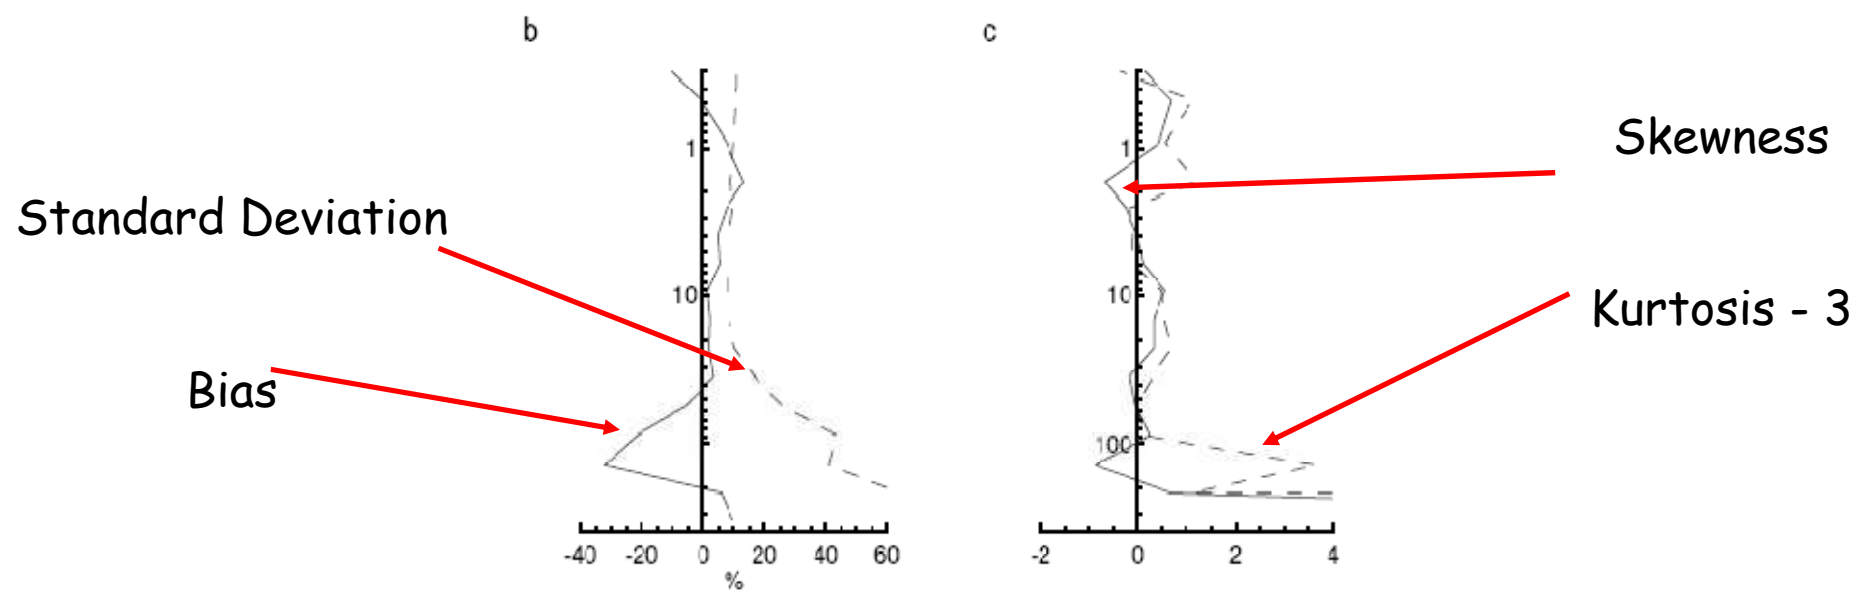 b
c
Skewness
Standard Deviation
Kurtosis - 3
Bias
1
10
1
10
100
-40 -20 0 20 40 60
%
-2 0 2 4